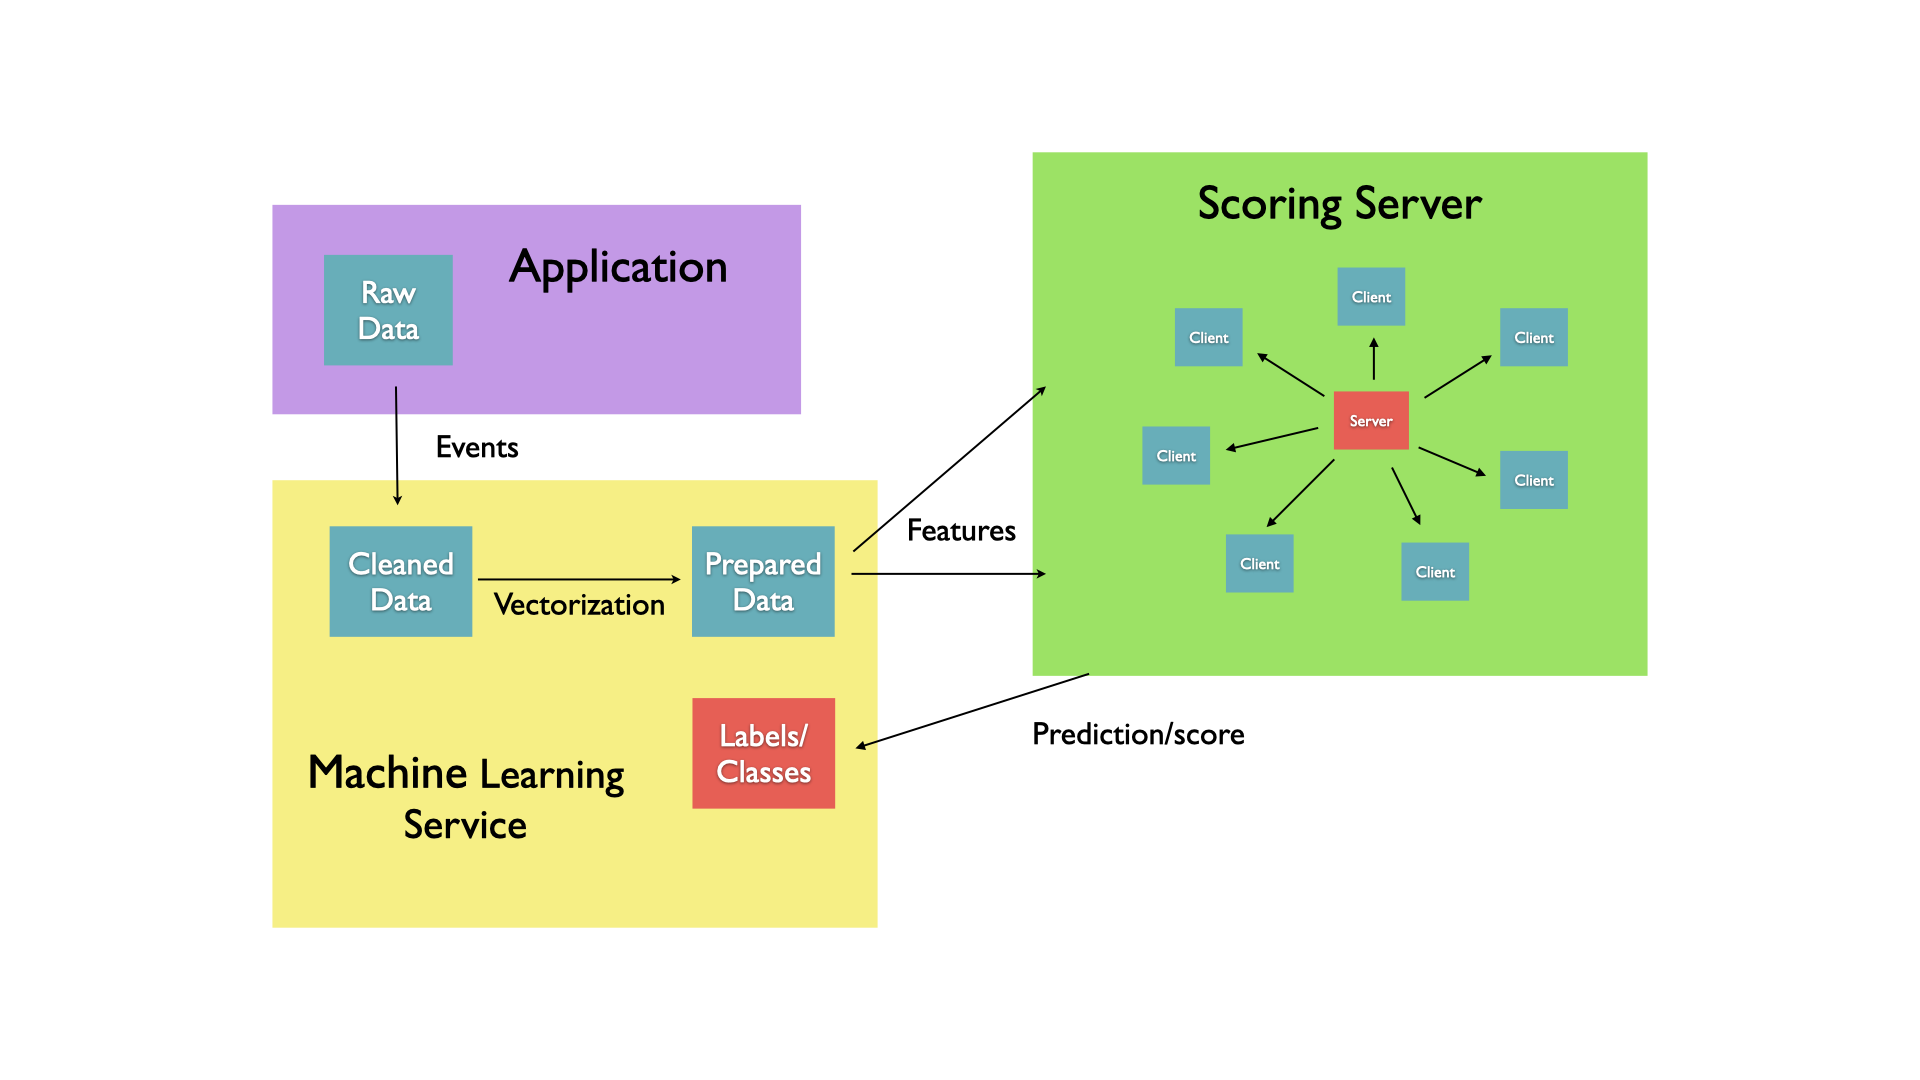 Application
Raw
Data
Events
Cleaned
Data
Vectorization
Prepared
Data
Labels/
Classes
Machine Learning
Service
Features
Prediction/score
Scoring Server
Client
Client
Client
Server
Client
Client
Client
Client